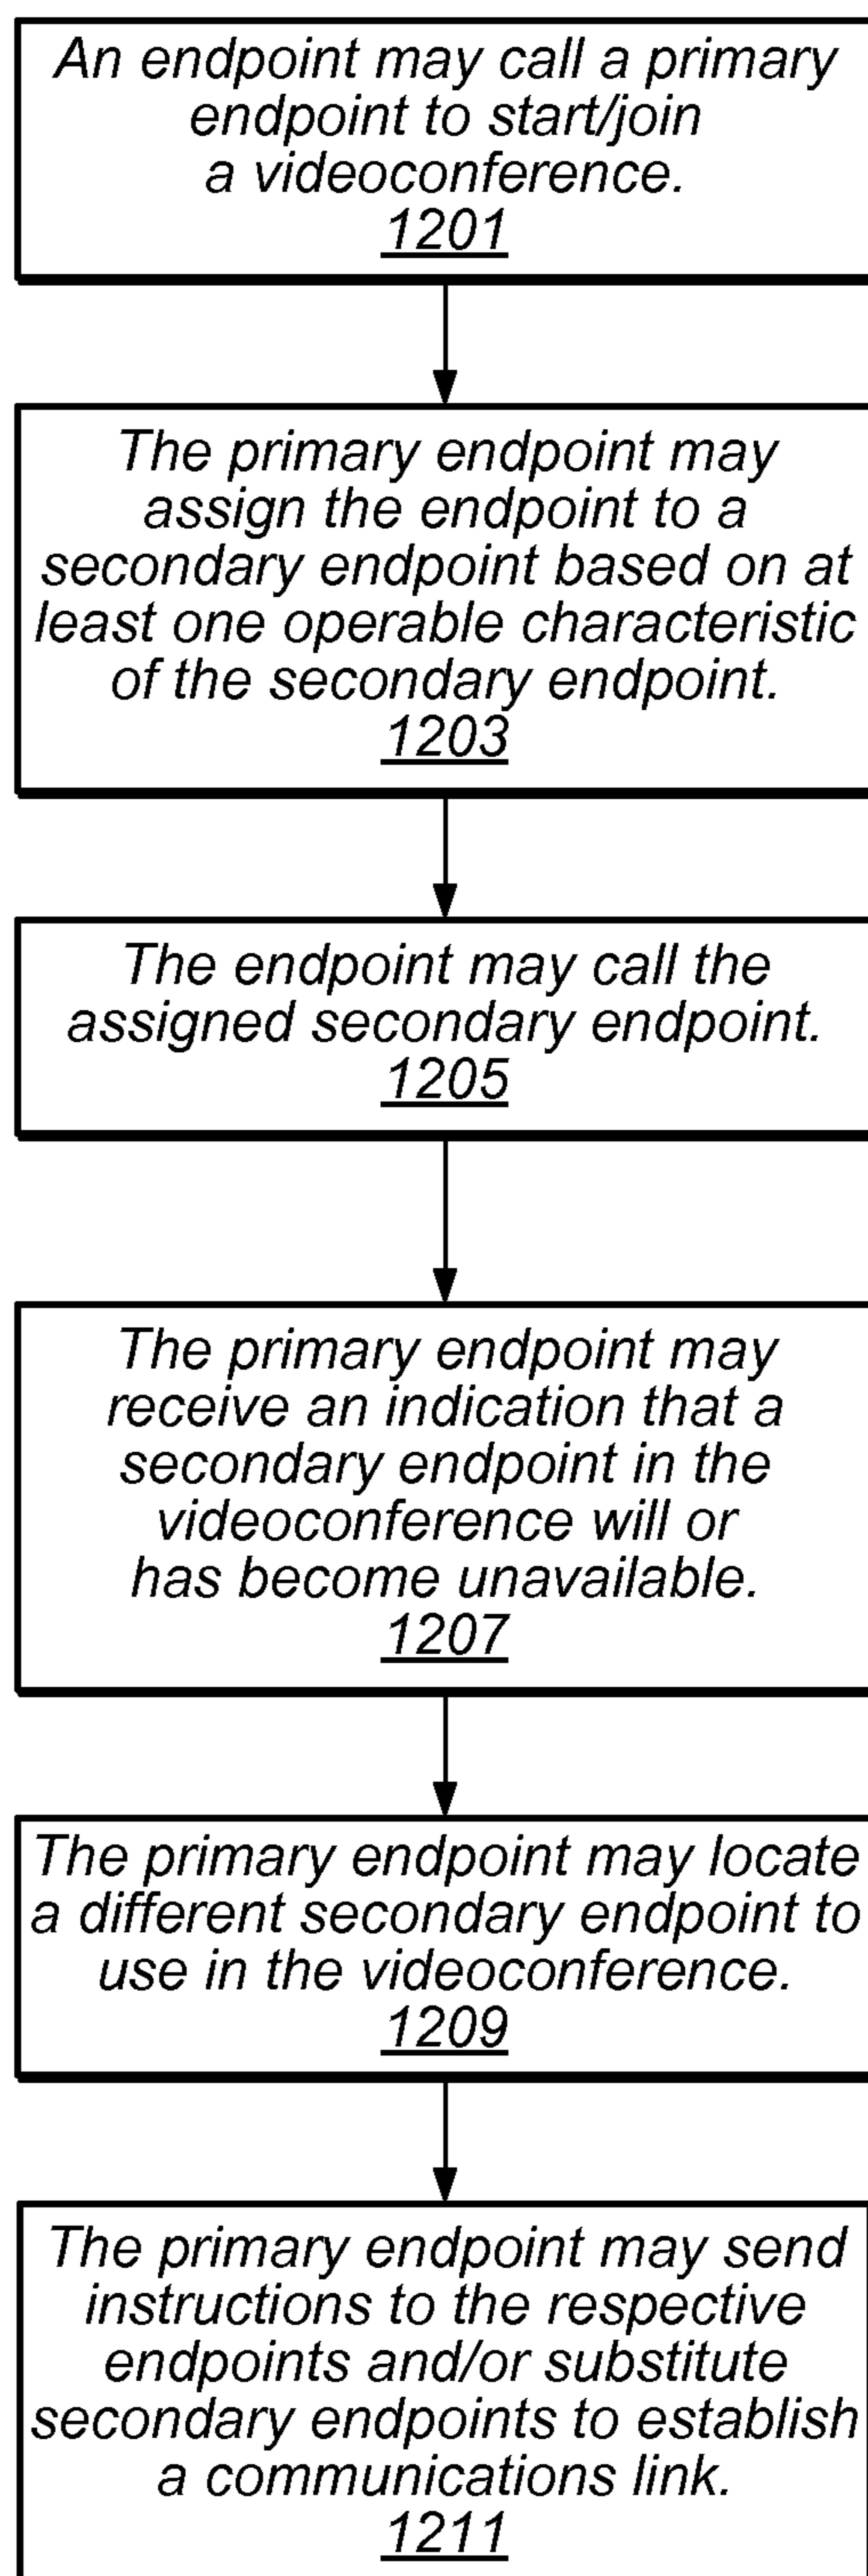 An endpoint may call a primary
endpoint to start/join
a videoconference.
1201
The primary endpoint may
assign the endpoint to a
secondary endpoint based on at
least one operable characteristic
of the secondary endpoint.
1203
The endpoint may call the
assigned secondary endpoint.
1205
The primary endpoint may
receive an indication that a
secondary endpoint in the
videoconference will or
has become unavailable.
1207
The primary endpoint may locate
a different secondary endpoint to
use in the videoconference.
1209
The primary endpoint may send
instructions to the respective
endpoints and/or substitute
secondary endpoints to establish
a communications link.
1211